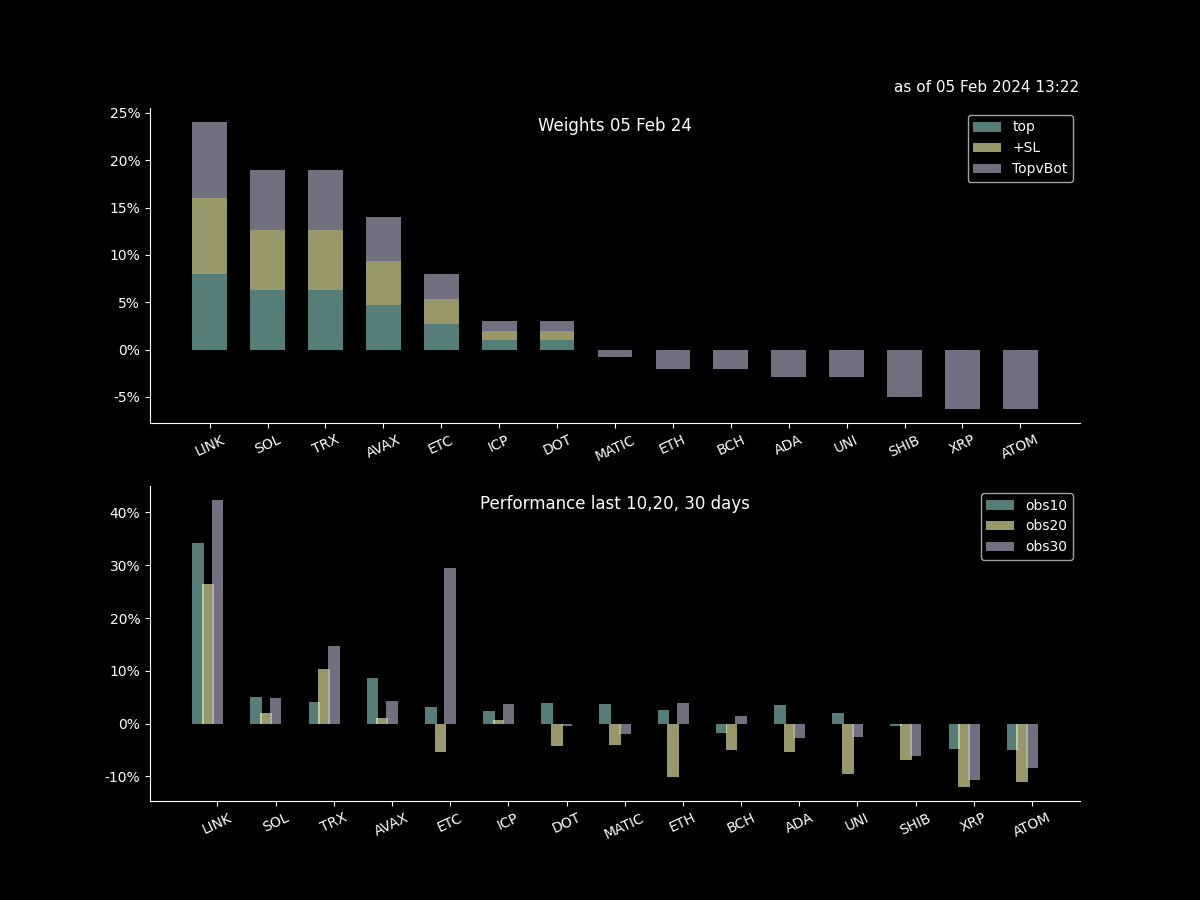 as of 05 Feb 2024 13:22
Weights 05 Feb 24
top
+SL
TopvBot
25%
20%
15%
10%
5%
0%
-5%
LINK SOL TRX AVAX ETC ICP DOT MATIC ETH BCH ADA UNI SHIB XRP ATOM
Performance last 10,20, 30 days
obs10
obs20
obs30
40%
30%
20%
10%
0%
-10%
LINK SOL TRX AVAX ETC ICP DOT MATIC ETH BCH ADA UNI SHIB XRP ATOM